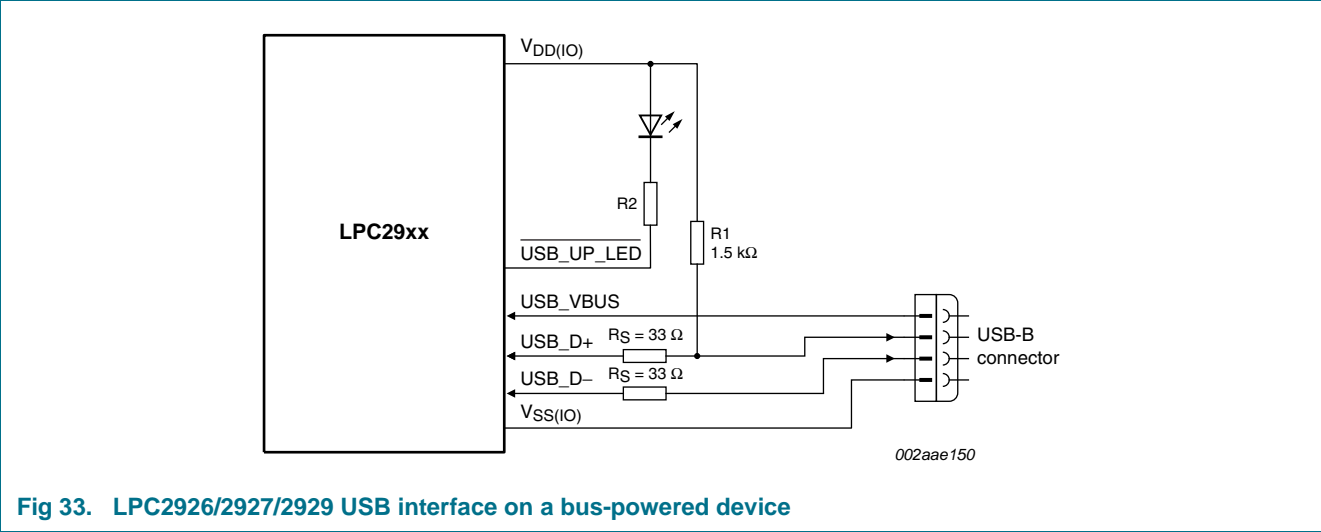 VDD(IO)
R2
LPC29xx
R1
1.5 kΩ
USB_UP_LED
USB_VBUS
USB_D+
RS = 33 Ω
USB-B
connector
USB_D−
RS = 33 Ω
VSS(IO)
002aae150
Fig 33. LPC2926/2927/2929 USB interface on a bus-powered device